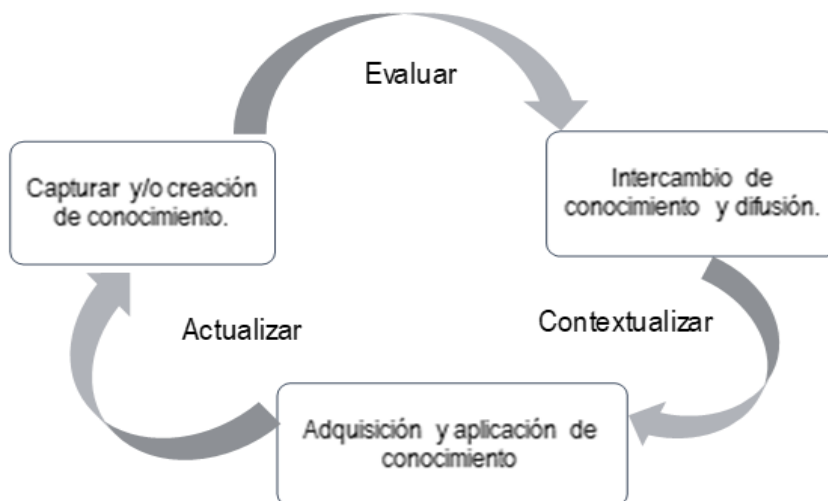 Evaluar
Capturar y/o creación
de conocimiento.
Intercambio de
conocimiento y difusión.
Actualizar
Contextualizar
Adquisición y aplicación de
conocimiento